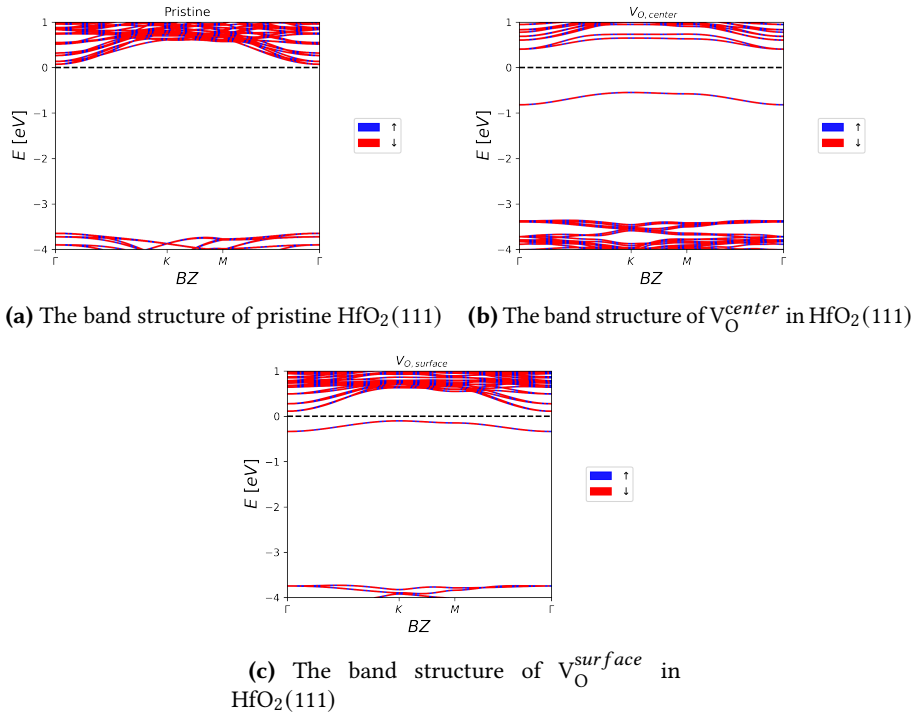 Pristine
1
0
−1
−2
−3
−4
E [eV]
Γ
K
M
Γ
BZ
↑
↓
V_{O, center}
1
0
−1
−2
−3
−4
E [eV]
Γ
K
M
Γ
BZ
↑
↓
(a) The band structure of pristine HfO₂(111)
(b) The band structure of V_O^{center} in HfO₂(111)
V_{O, surface}
1
0
−1
−2
−3
−4
E [eV]
Γ
K
M
Γ
BZ
↑
↓
(c) The band structure of V_O^{surface} in
HfO₂(111)